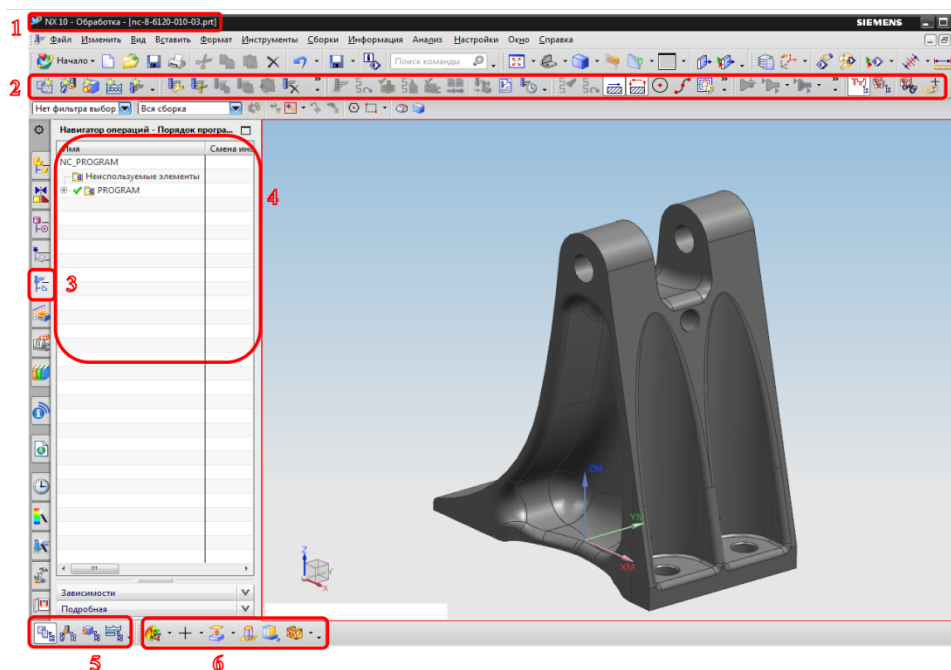 1
NX 10 - Обработка - [nc-8-6120-010-03.prt]
SIEMENS
Файл Изменить Вид Вставить Формат Инструменты Сборки Информация Анализ Настройки Окно Справка
Начало
Поиск команды
2
Нет фильтра выбор
Вся сборка
Навигатор операций - Порядок програ...
Имя
Смена инс
NC_PROGRAM
Неиспользуемые элементы
PROGRAM
4
3
ZM
YM
XM
Z
Y
X
Зависимости
Подробная
5
6